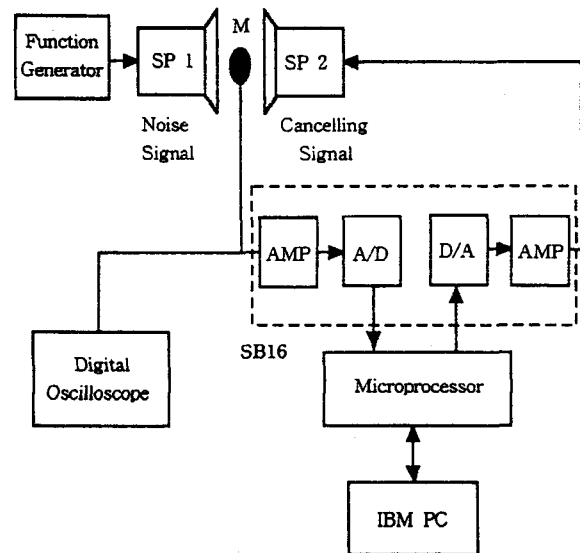 Function
Generator
SP 1
M
SP 2
Noise
Signal
Cancelling
Signal
AMP
A/D
D/A
AMP
SB16
Digital
Oscilloscope
Microprocessor
IBM PC